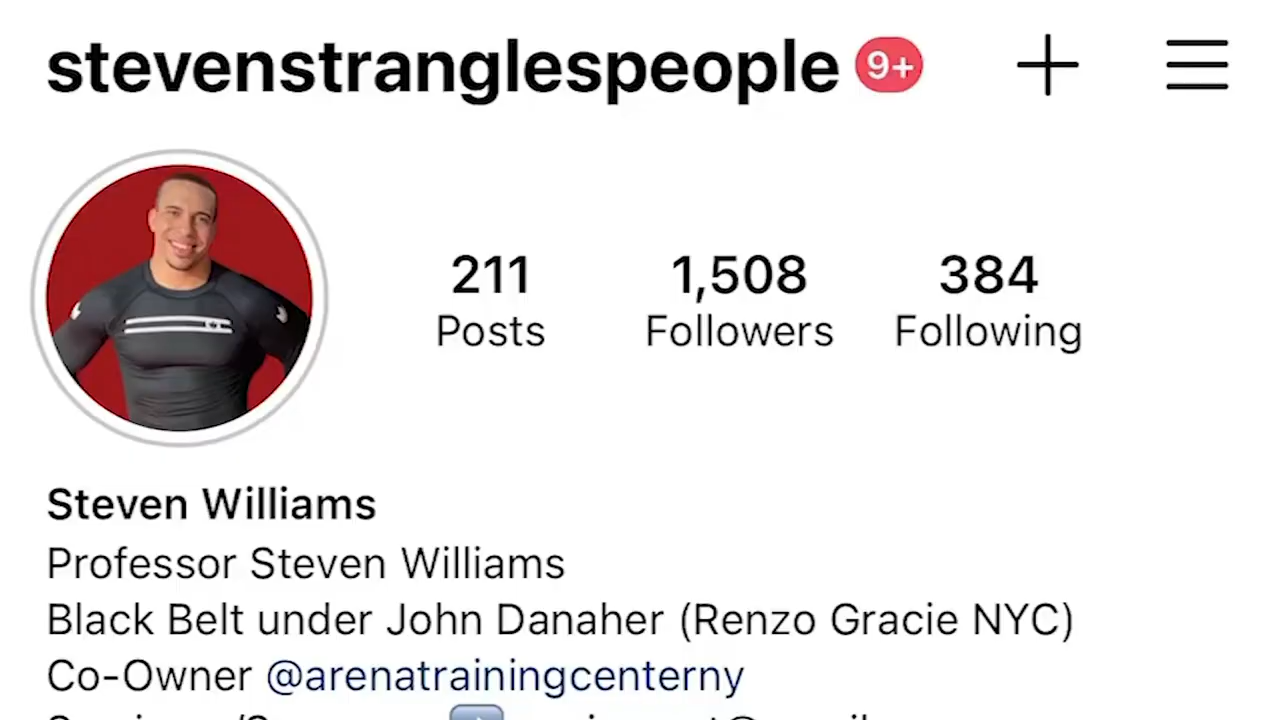 stevenstranglespeople 9+
211 1,508 384
Posts Followers Following
Steven Williams
Professor Steven Williams
Black Belt under John Danaher (Renzo Gracie NYC)
Co-Owner @arenatrainingcenterny